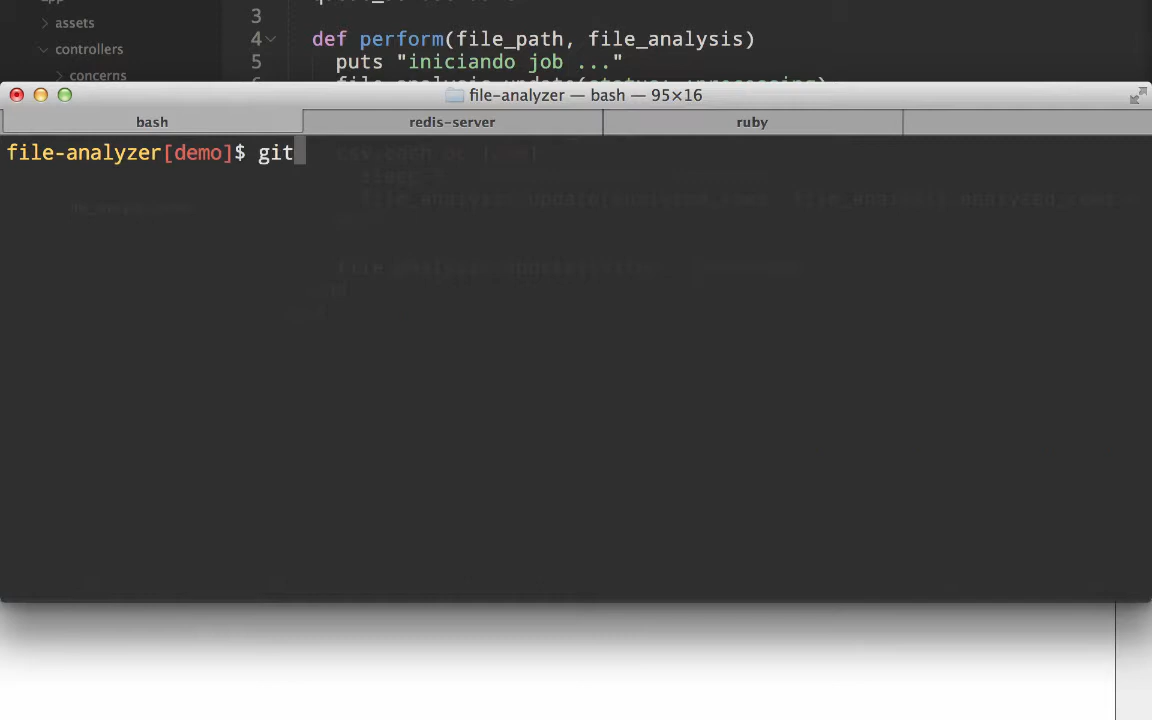 assets
3
controllers
4 def perform(file_path, file_analysis)
concerns
5 puts "iniciando job ..."
file-analyzer — bash — 95×16
bash
redis-server
ruby
file-analyzer[demo]$ git